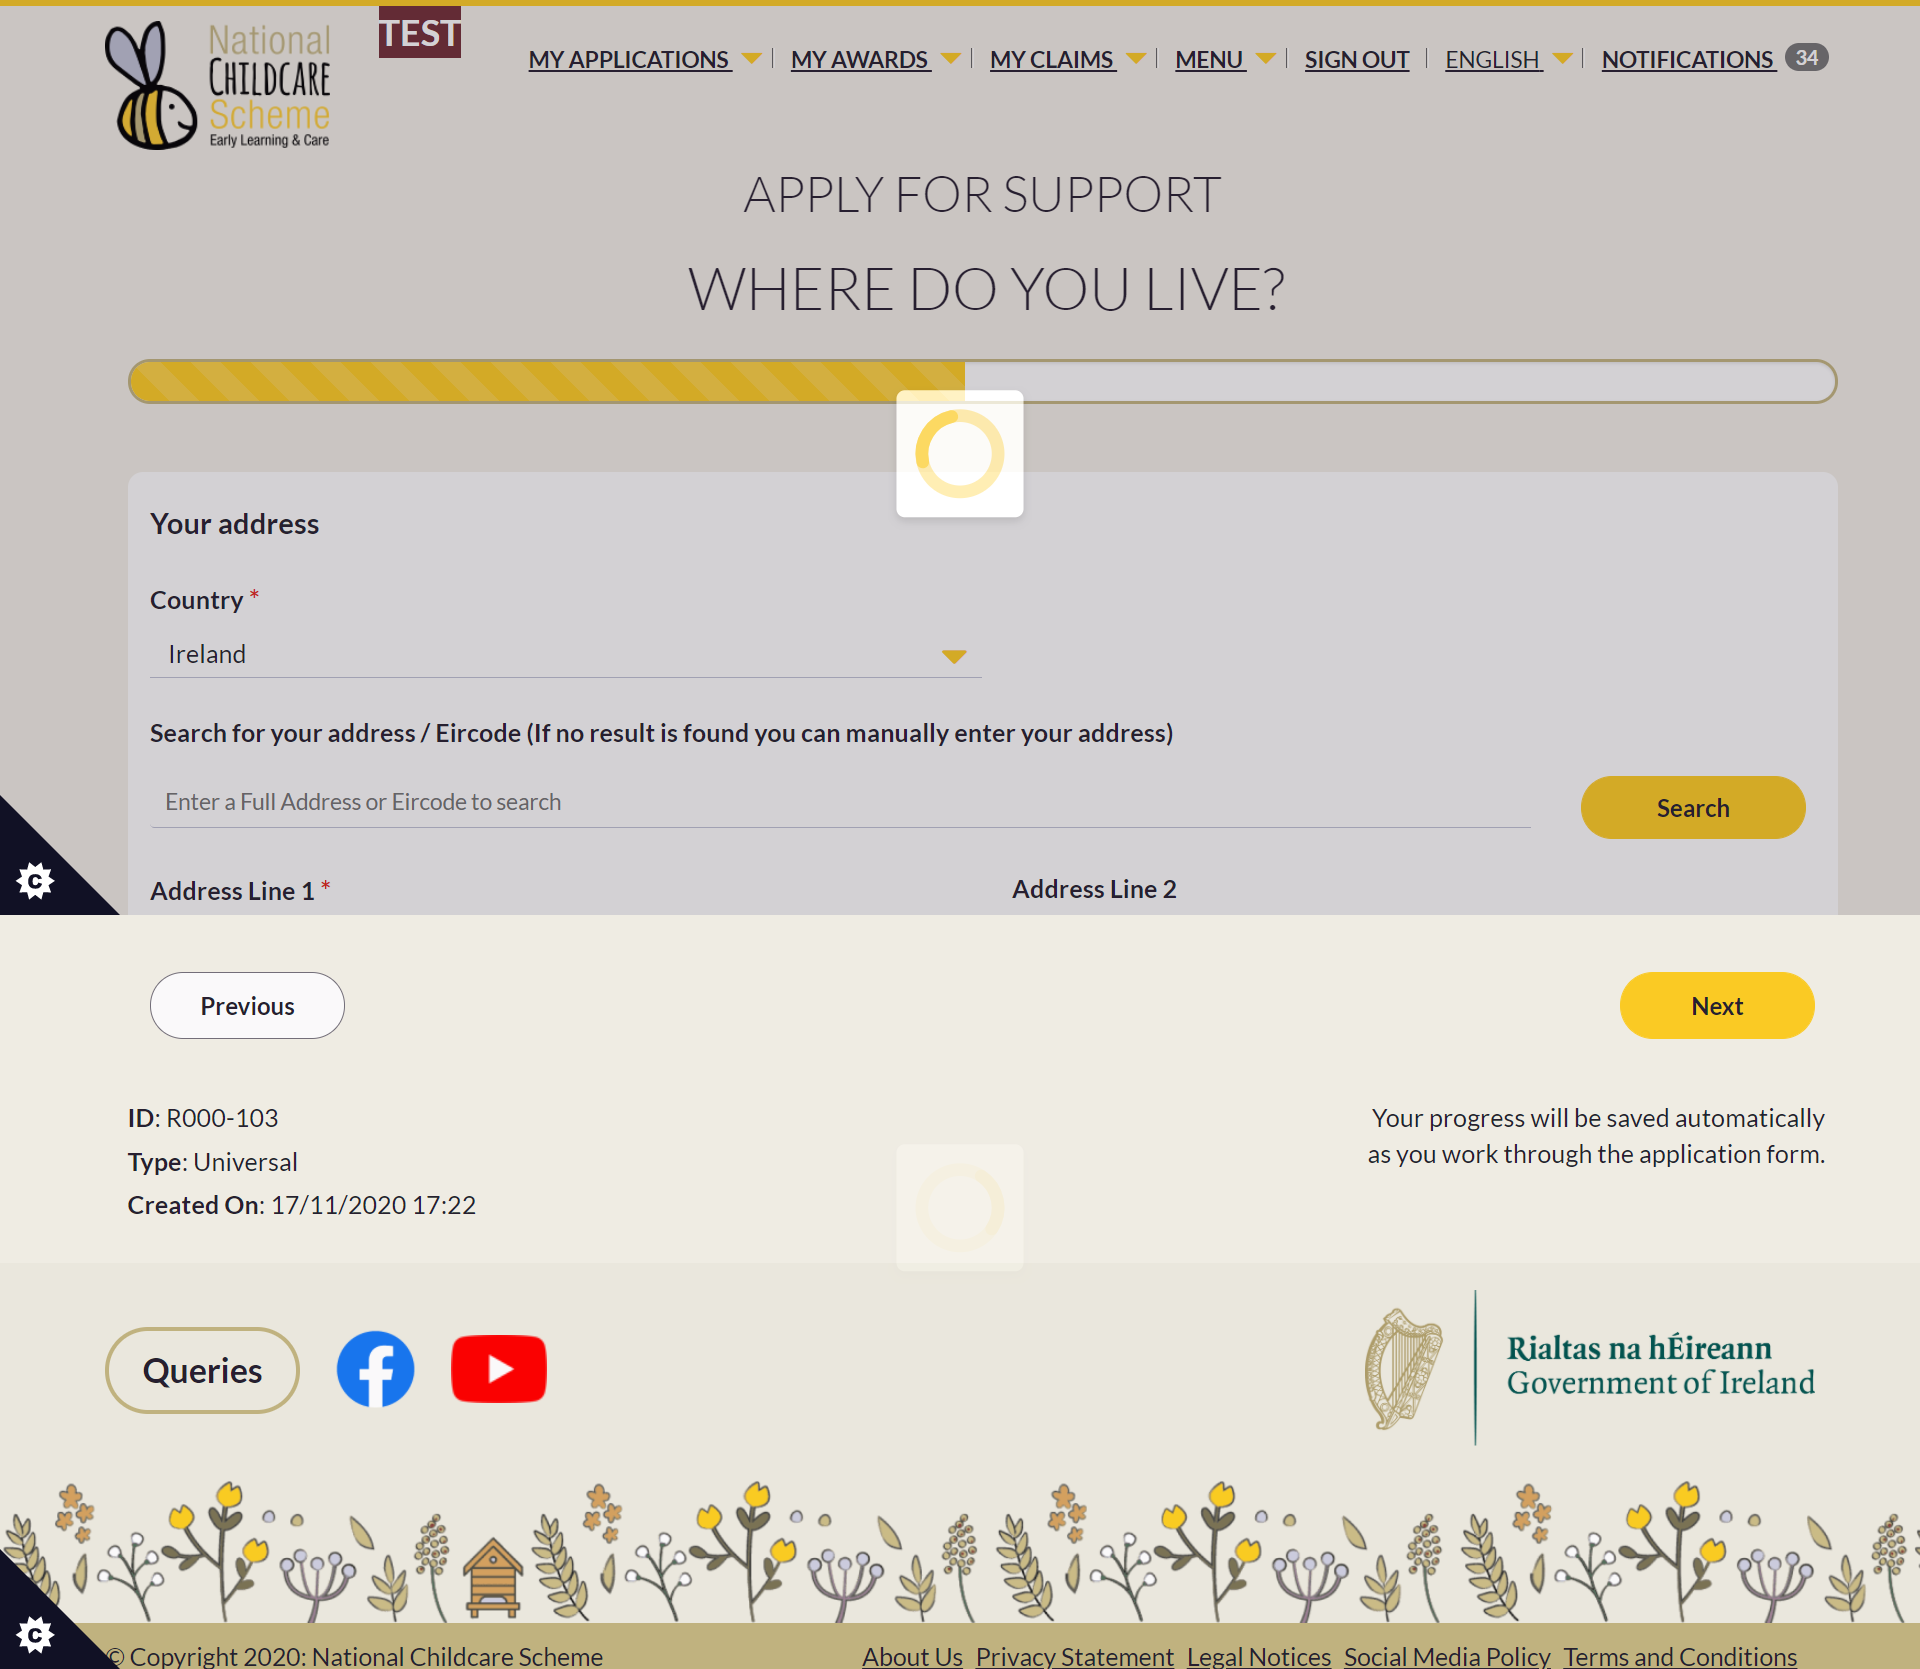 National
CHILDCARE
Scheme
Early Learning & Care
TEST
MY APPLICATIONS
MY AWARDS
MY CLAIMS
MENU
SIGN OUT
ENGLISH
NOTIFICATIONS 34
APPLY FOR SUPPORT
WHERE DO YOU LIVE?
Your address
Country *
Ireland
Search for your address / Eircode (If no result is found you can manually enter your address)
Enter a Full Address or Eircode to search
Search
Address Line 1 *
Address Line 2
Previous
Next
ID: R000-103
Type: Universal
Created On: 17/11/2020 17:22
Your progress will be saved automatically
as you work through the application form.
Queries
Rialtas na hÉireann
Government of Ireland
© Copyright 2020: National Childcare Scheme
About Us Privacy Statement Legal Notices Social Media Policy Terms and Conditions